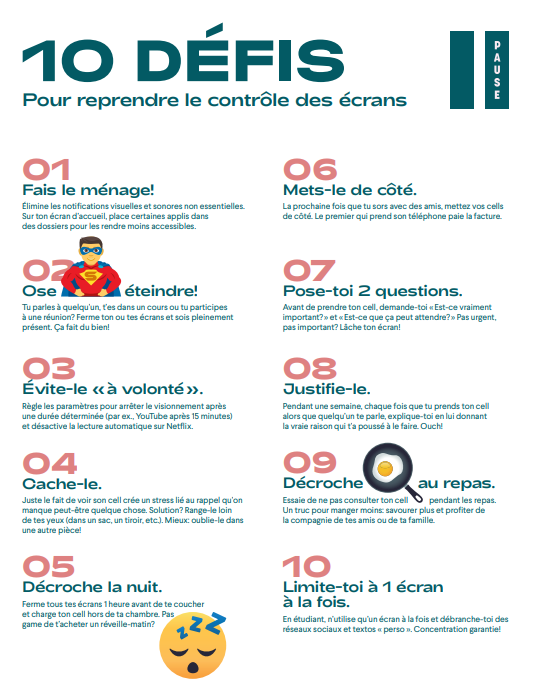 10 DÉFIS
Pour reprendre le contrôle des écrans
PAUSE
01
Fais le ménage!
Élimine les notifications visuelles et sonores non essentielles.
Sur ton écran d'accueil, place certaines applis dans
des dossiers pour les rendre moins accessibles.
02
Ose éteindre!
Tu parles à quelqu'un, t'es dans un cours ou tu participes
à une réunion? Ferme ton ou tes écrans et sois pleinement
présent. Ça fait du bien!
03
Évite-le « à volonté ».
Règle les paramètres pour arrêter le visionnement après
une durée déterminée (par ex., YouTube après 15 minutes)
et désactive la lecture automatique sur Netflix.
04
Cache-le.
Juste le fait de voir son cell crée un stress lié au rappel qu'on
manque peut-être quelque chose. Solution? Range-le loin
de tes yeux (dans un sac, un tiroir, etc.). Mieux: oublie-le dans
une autre pièce!
05
Décroche la nuit.
Ferme tous tes écrans 1 heure avant de te coucher
et charge ton cell hors de ta chambre. Pas
game de t'acheter un réveille-matin?
06
Mets-le de côté.
La prochaine fois que tu sors avec des amis, mettez vos cells
de côté. Le premier qui prend son téléphone paie la facture.
07
Pose-toi 2 questions.
Avant de prendre ton cell, demande-toi « Est-ce vraiment
important? » et « Est-ce que ça peut attendre? » Pas urgent,
pas important? Lâche ton écran!
08
Justifie-le.
Pendant une semaine, chaque fois que tu prends ton cell
alors que quelqu'un te parle, explique-toi en lui donnant
la vraie raison qui t'a poussé à le faire. Ouch!
09
Décroche au repas.
Essaie de ne pas consulter ton cell pendant les repas.
Un truc pour manger moins: savourer plus et profiter de
la compagnie de tes amis ou de ta famille.
10
Limite-toi à 1 écran
à la fois.
En étudiant, n'utilise qu'un écran à la fois et débranche-toi des
réseaux sociaux et textos « perso ». Concentration garantie!